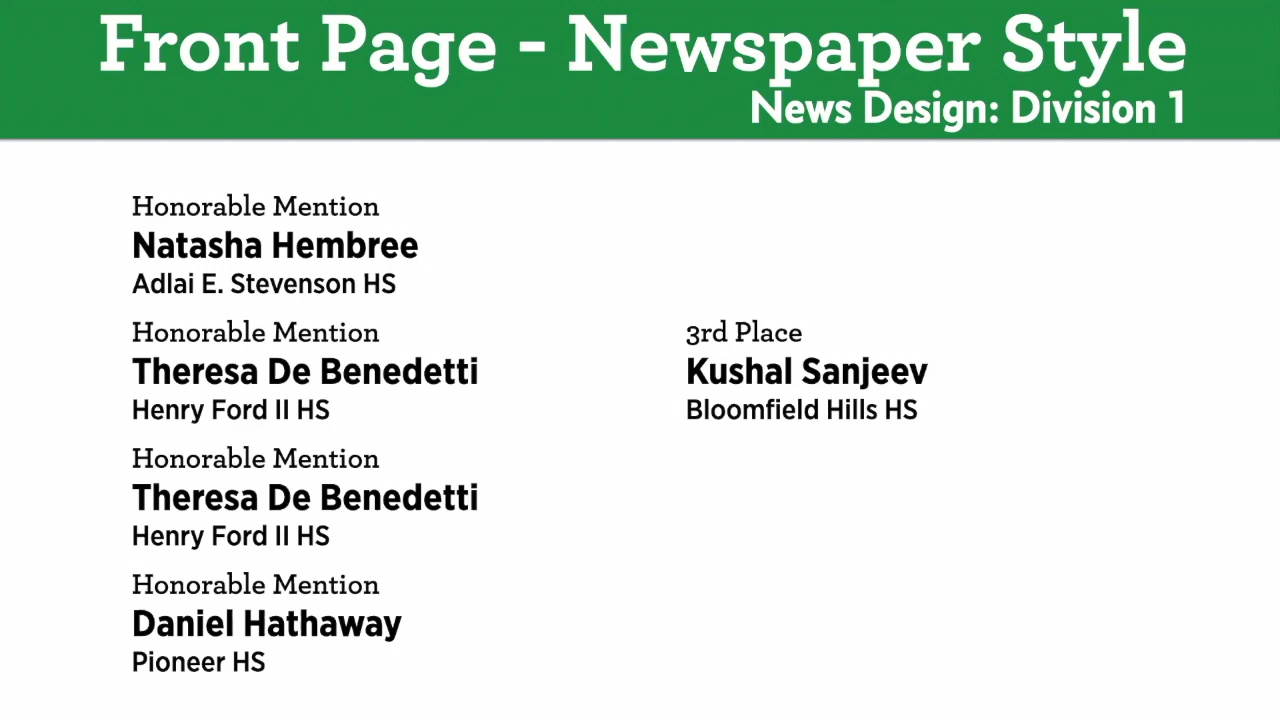 Front Page - Newspaper Style
News Design: Division 1
Honorable Mention
Natasha Hembree
Adlai E. Stevenson HS
Honorable Mention
Theresa De Benedetti
Henry Ford II HS
Honorable Mention
Theresa De Benedetti
Henry Ford II HS
Honorable Mention
Daniel Hathaway
Pioneer HS
3rd Place
Kushal Sanjeev
Bloomfield Hills HS